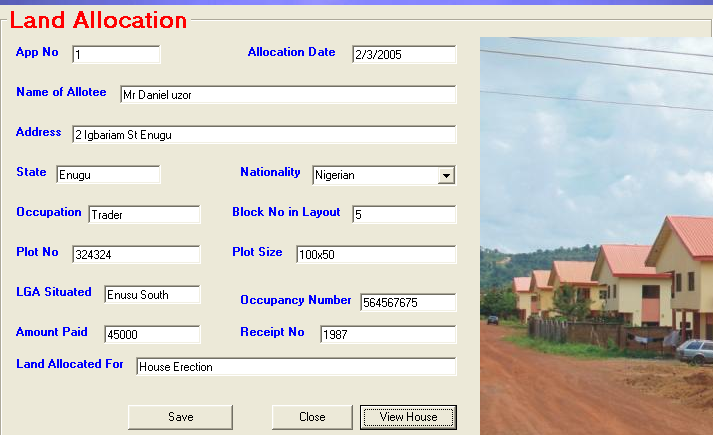 Land Allocation
App No 1 Allocation Date 2/3/2005
Name of Allotee Mr Daniel uzor
Address 2 Igbariam St Enugu
State Enugu Nationality Nigerian
Occupation Trader Block No in Layout 5
Plot No 324324 Plot Size 100x50
LGA Situated Enusu South Occupancy Number 564567675
Amount Paid 45000 Receipt No 1987
Land Allocated For House Erection
Save Close View House